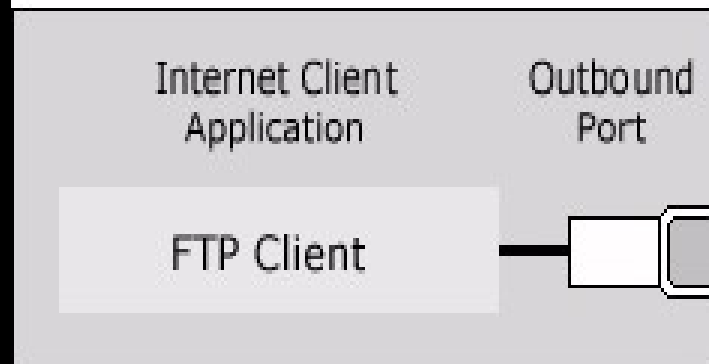 Internet Client
Application
Outbound
Port
FTP Client